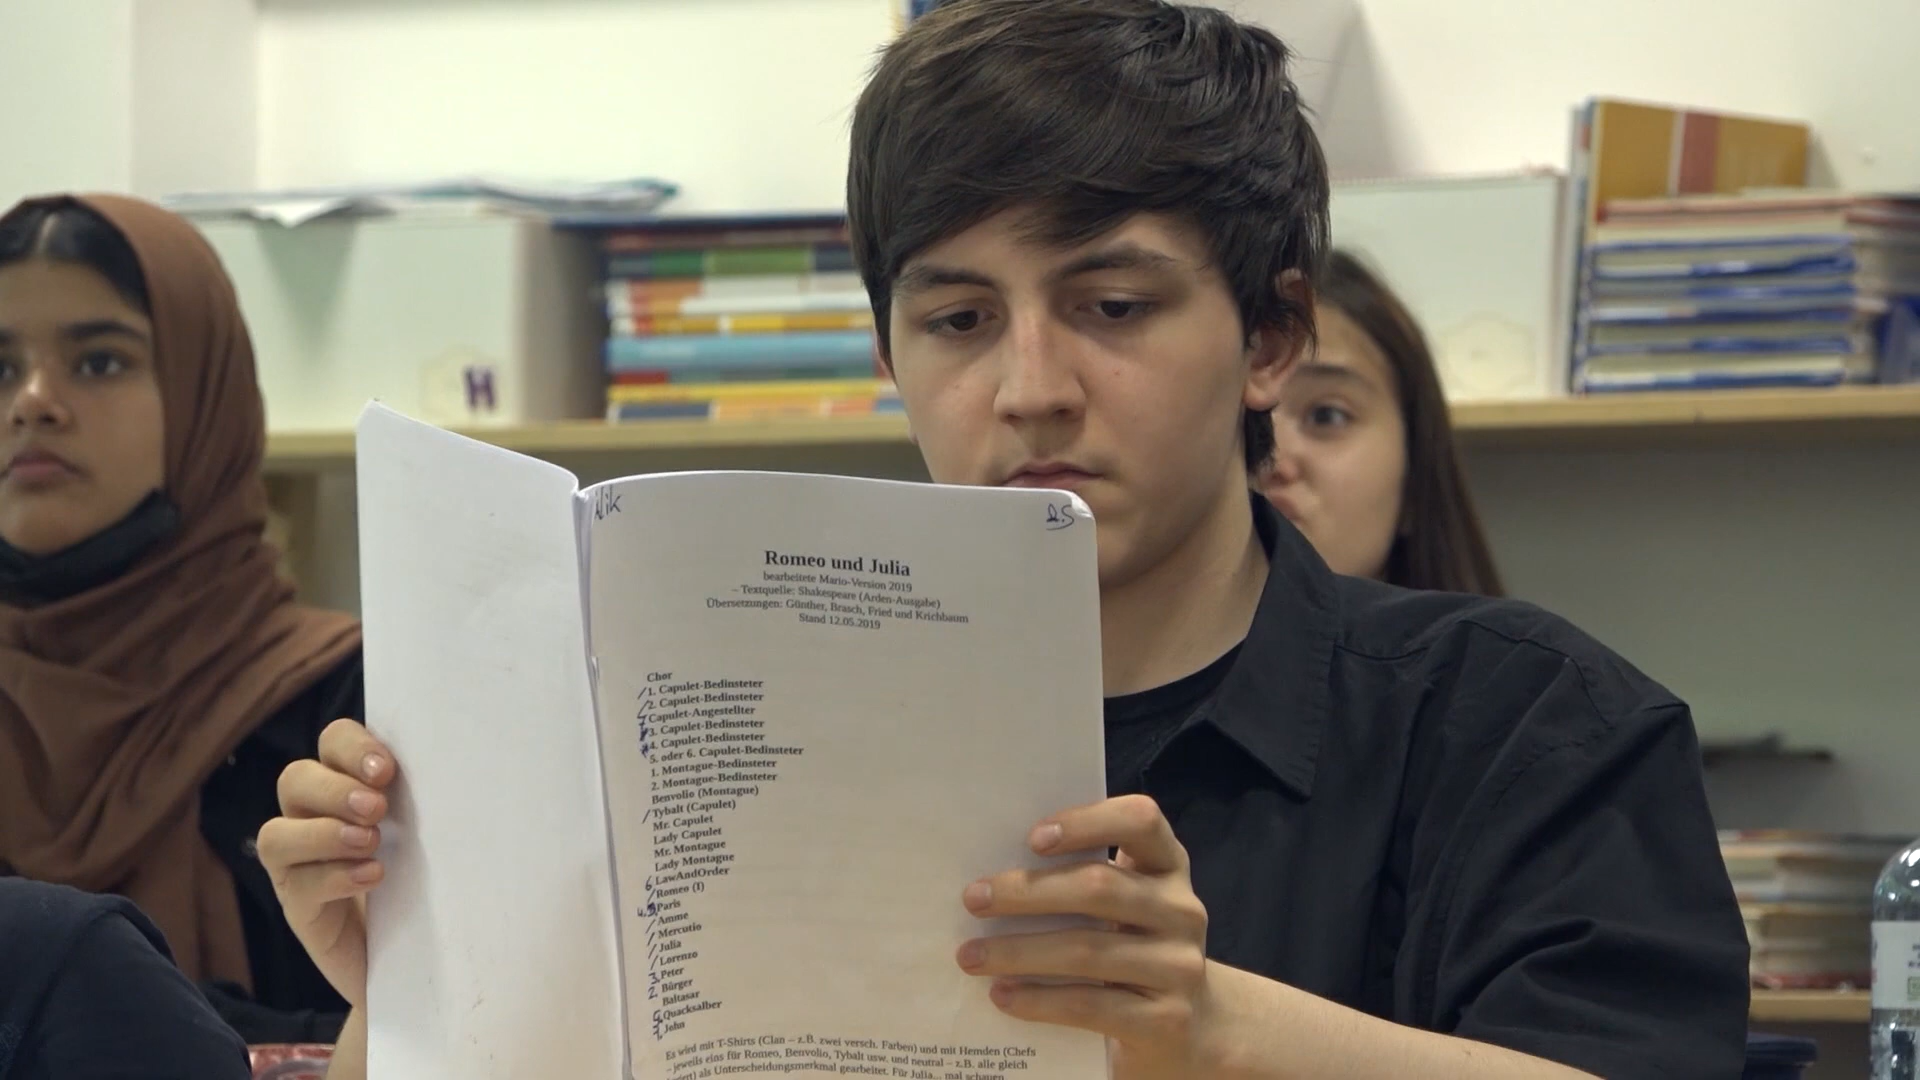 H
2.S
Romeo und Julia
bearbeitete Mario-Version 2019
– Textquelle: Shakespeare (Arden-Ausgabe)
Übersetzungen: Günther, Brasch, Fried und Krichbaum
Stand 12.05.2019
Chor
1. Capulet-Bedinsteter
2. Capulet-Bedinsteter
Capulet-Angestellter
3. Capulet-Bedinsteter
4. Capulet-Bedinsteter
5. oder 6. Capulet-Bedinsteter
1. Montague-Bedinsteter
2. Montague-Bedinsteter
Benvolio (Montague)
Tybalt (Capulet)
Mr. Capulet
Lady Capulet
Mr. Montague
Lady Montague
6 LawAndOrder
Romeo (1)
Paris
Amme
Mercutio
Julia
Lorenzo
3. Peter
2. Bürger
Baltasar
Quacksalber
John
Es wird mit T-Shirts (Clan – z.B. zwei versch. Farben) und mit Hemden (Chefs
– jeweils eins für Romeo, Benvolio, Tybalt usw. und neutral – z.B. alle gleich
als Unterscheidungsmerkmal gearbeitet. Für Julia... mal schauen